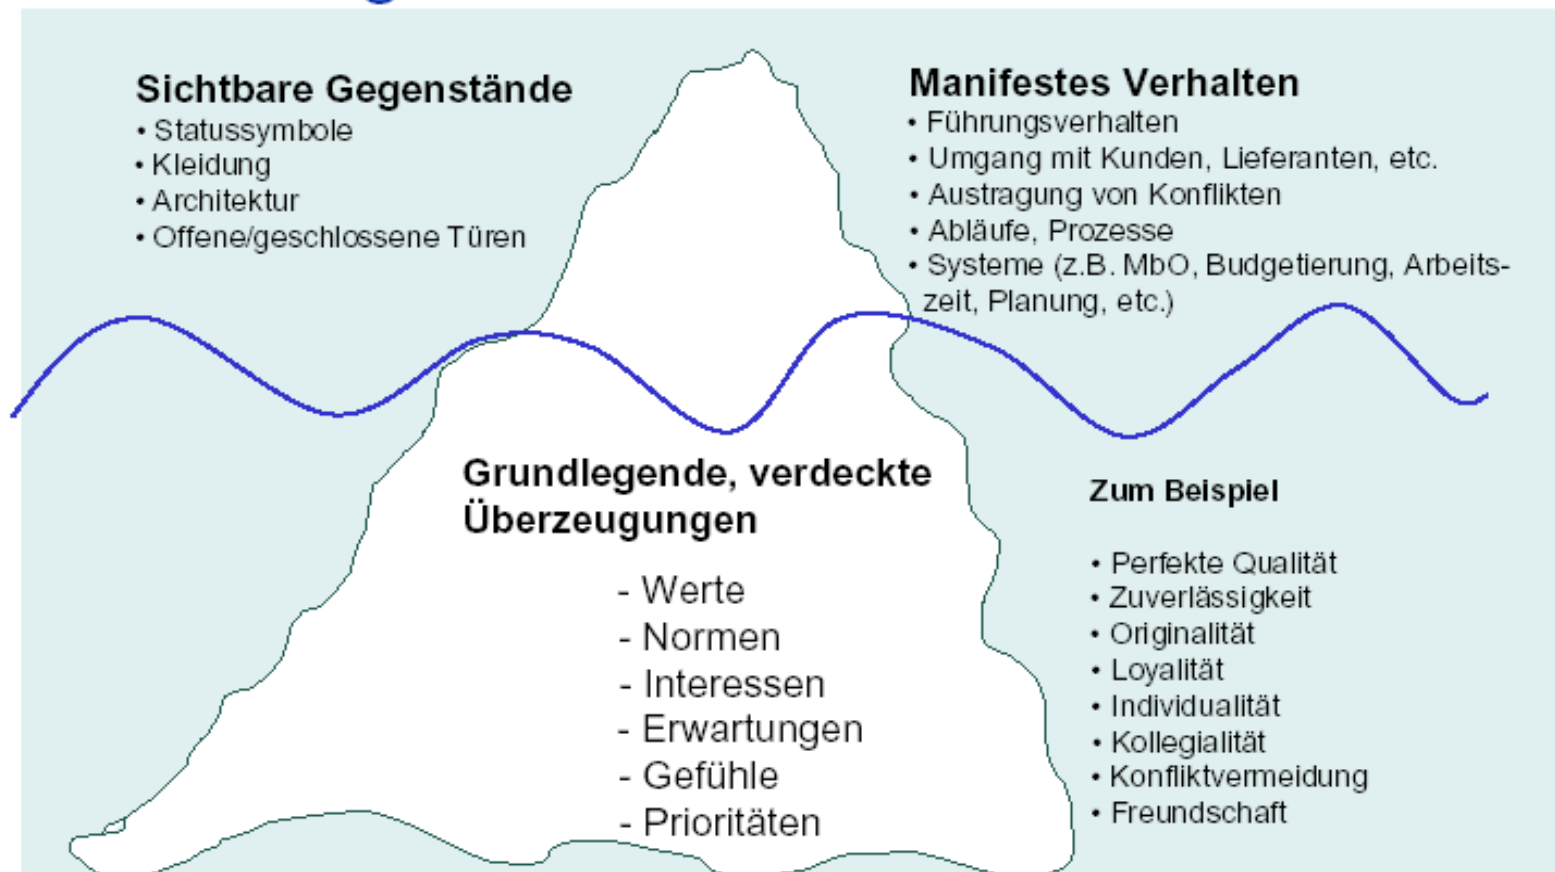 Sichtbare Gegenstände
• Statussymbole
• Kleidung
• Architektur
• Offene/geschlossene Türen
Manifestes Verhalten
• Führungsverhalten
• Umgang mit Kunden, Lieferanten, etc.
• Austragung von Konflikten
• Abläufe, Prozesse
• Systeme (z.B. MbO, Budgetierung, Arbeits-
zeit, Planung, etc.)
Grundlegende, verdeckte
Überzeugungen
- Werte
- Normen
- Interessen
- Erwartungen
- Gefühle
- Prioritäten
Zum Beispiel
• Perfekte Qualität
• Zuverlässigkeit
• Originalität
• Loyalität
• Individualität
• Kollegialität
• Konfliktvermeidung
• Freundschaft